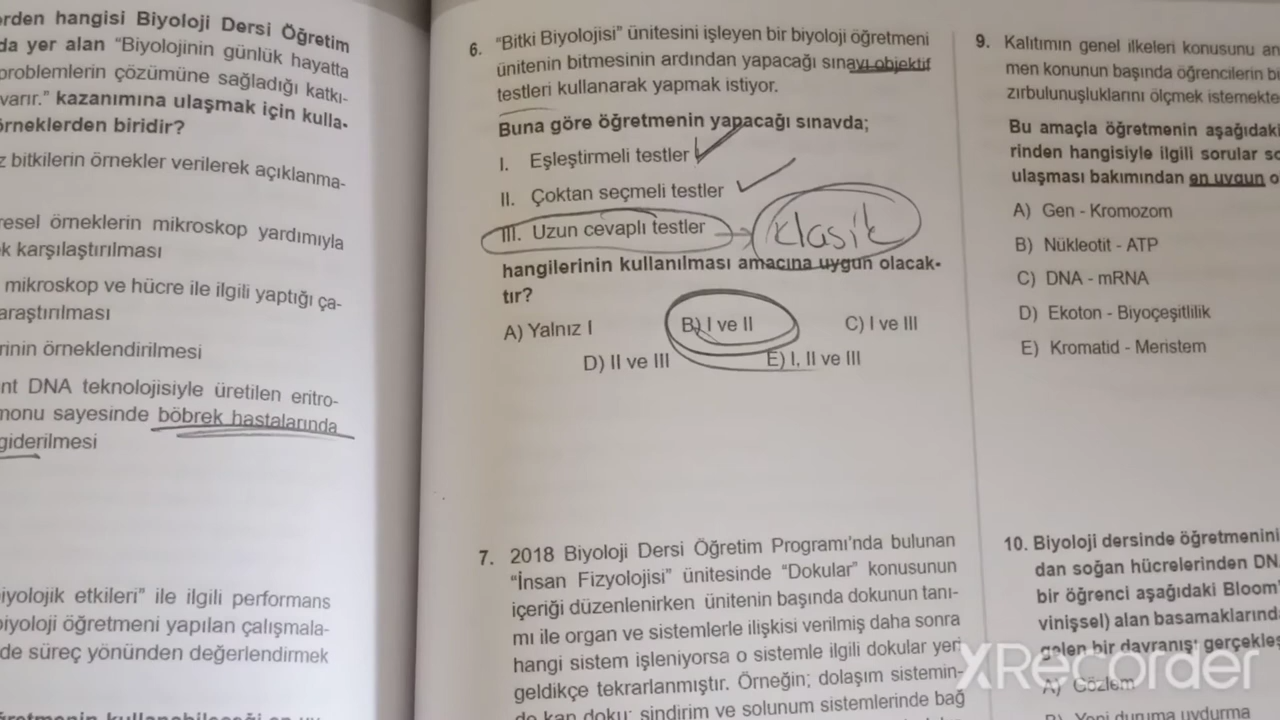 erden hangisi Biyoloji Dersi Öğretim
da yer alan “Biyolojinin günlük hayatta
problemlerin çözümüne sağladığı katkı-
varır.” kazanımına ulaşmak için kulla-
örneklerden biridir?
z bitkilerin örnekler verilerek açıklanma-
resel örneklerin mikroskop yardımıyla
k karşılaştırılması
mikroskop ve hücre ile ilgili yaptığı ça-
araştırılması
rinin örneklendirilmesi
nt DNA teknolojisiyle üretilen eritro-
monu sayesinde böbrek hastalarında
giderilmesi
iyolojik etkileri” ile ilgili performans
biyoloji öğretmeni yapılan çalışmala-
de süreç yönünden değerlendirmek
6. “Bitki Biyolojisi” ünitesini işleyen bir biyoloji öğretmeni
ünitenin bitmesinin ardından yapacağı sınavı objektif
testleri kullanarak yapmak istiyor.
Buna göre öğretmenin yapacağı sınavda;
I. Eşleştirmeli testler
II. Çoktan seçmeli testler
III. Uzun cevaplı testler
klasik
hangilerinin kullanılması amacına uygun olacak-
tır?
A) Yalnız I
B) I ve II
C) I ve III
D) II ve III
E) I, II ve III
7. 2018 Biyoloji Dersi Öğretim Programı’nda bulunan
“İnsan Fizyolojisi” ünitesinde “Dokular” konusunun
içeriği düzenlenirken ünitenin başında dokunun tanı-
mı ile organ ve sistemlerle ilişkisi verilmiş daha sonra
hangi sistem işleniyorsa o sistemle ilgili dokular yeri
geldikçe tekrarlanmıştır. Örneğin; dolaşım sistemin-
de kan doku; sindirim ve solunum sistemlerinde bağ
9. Kalıtımın genel ilkeleri konusunu an
men konunun başında öğrencilerin bi
zırbulunuşluklarını ölçmek istemekte
Bu amaçla öğretmenin aşağıdaki
rinden hangisiyle ilgili sorular so
ulaşması bakımından en uygun o
A) Gen - Kromozom
B) Nükleotit - ATP
C) DNA - mRNA
D) Ekoton - Biyoçeşitlilik
E) Kromatid - Meristem
10. Biyoloji dersinde öğretmenini
dan soğan hücrelerinden DN
bir öğrenci aşağıdaki Bloom’
vinişsel) alan basamaklarınd
gelen bir davranışı gerçekleş
A) Gözlem
B) Yeni duruma uydurma
XRecorder